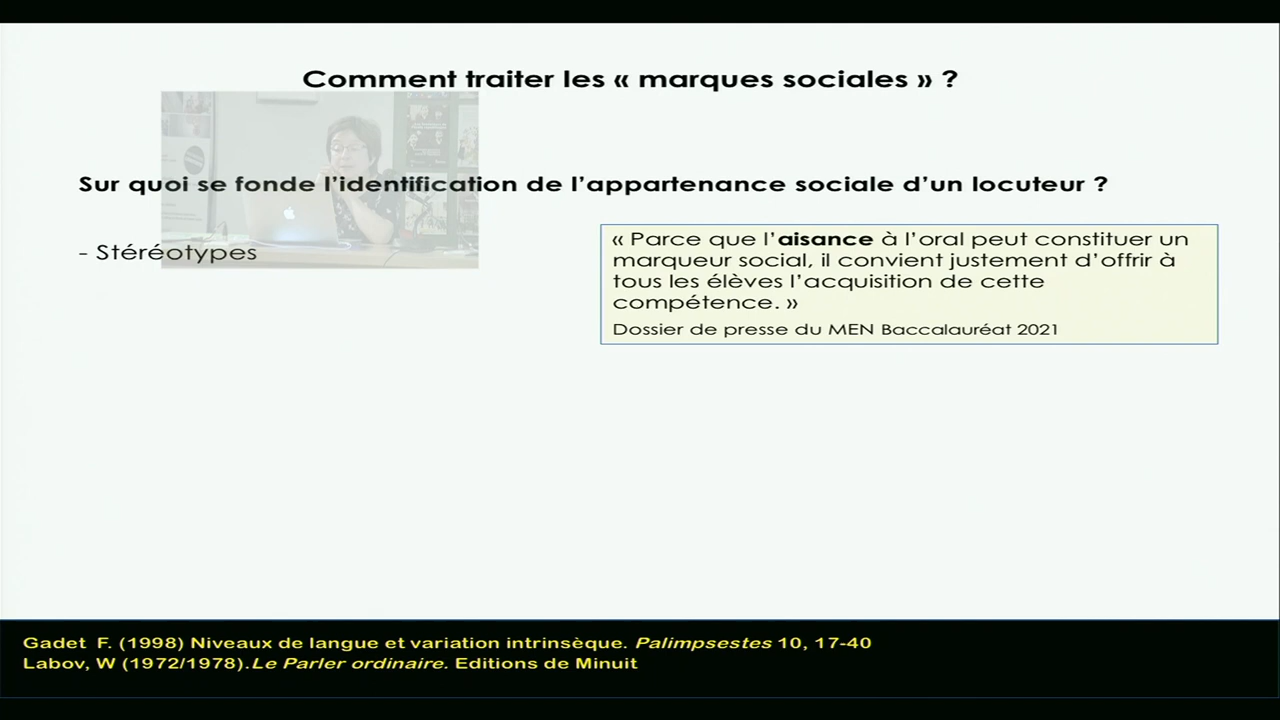 Comment traiter les « marques sociales » ?
Sur quoi se fonde l’identification de l’appartenance sociale d’un locuteur ?
- Stéréotypes
« Parce que l’aisance à l’oral peut constituer un
marqueur social, il convient justement d’offrir à
tous les élèves l’acquisition de cette
compétence. »
Dossier de presse du MEN Baccalauréat 2021
Gadet F. (1998) Niveaux de langue et variation intrinsèque. Palimpsestes 10, 17-40
Labov, W (1972/1978).Le Parler ordinaire. Editions de Minuit